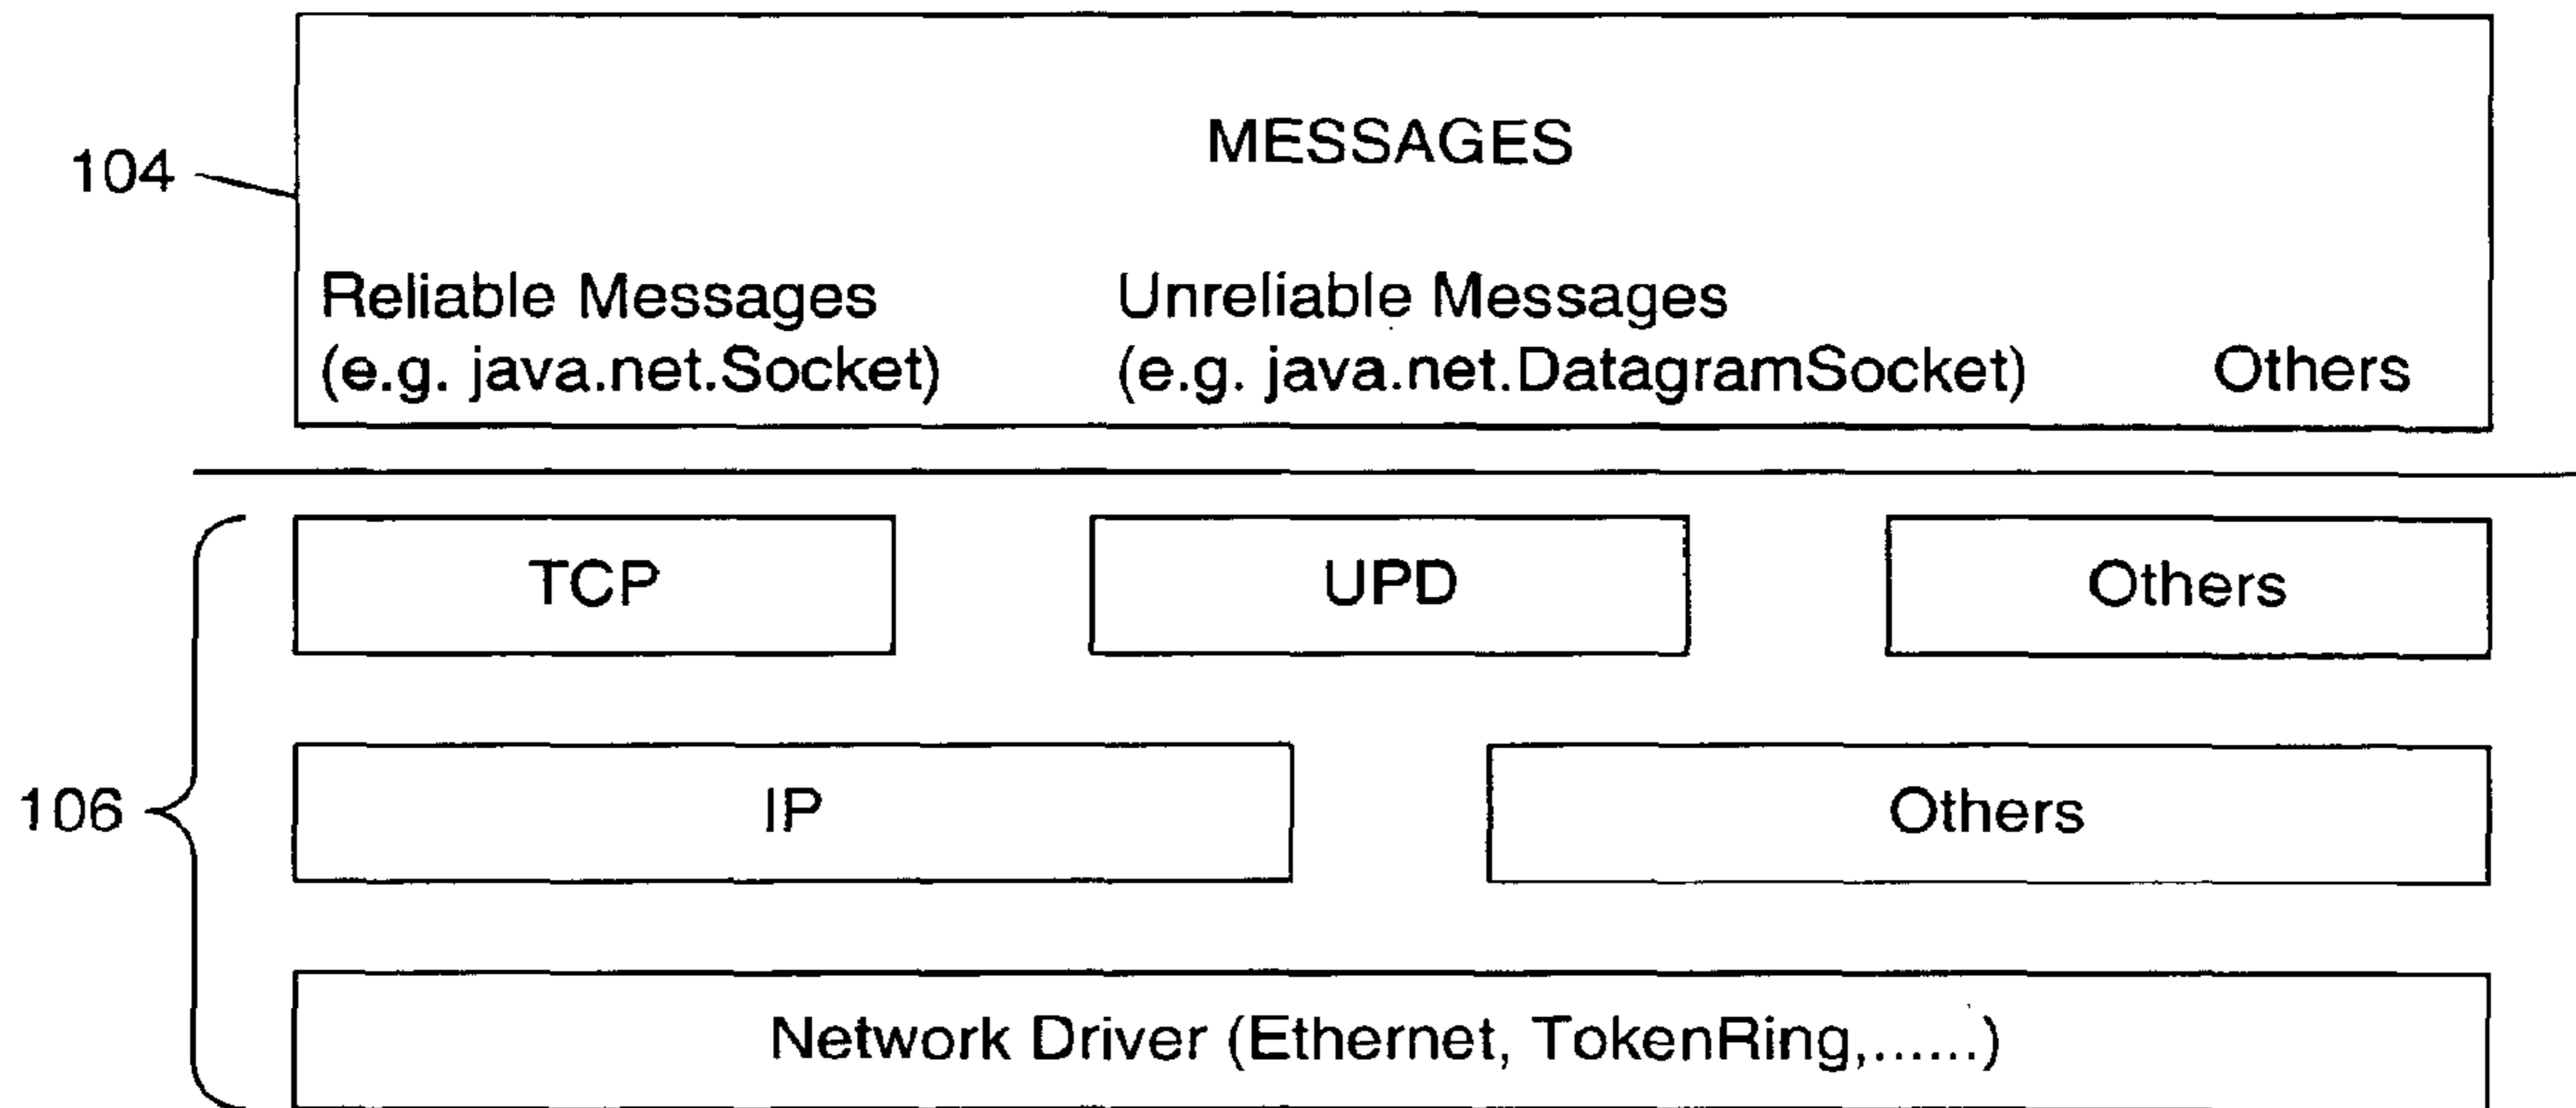 MESSAGES
104
Reliable Messages
(e.g. java.net.Socket)
Unreliable Messages
(e.g. java.net.DatagramSocket)
Others
TCP
UPD
Others
106
IP
Others
Network Driver (Ethernet, TokenRing,......)